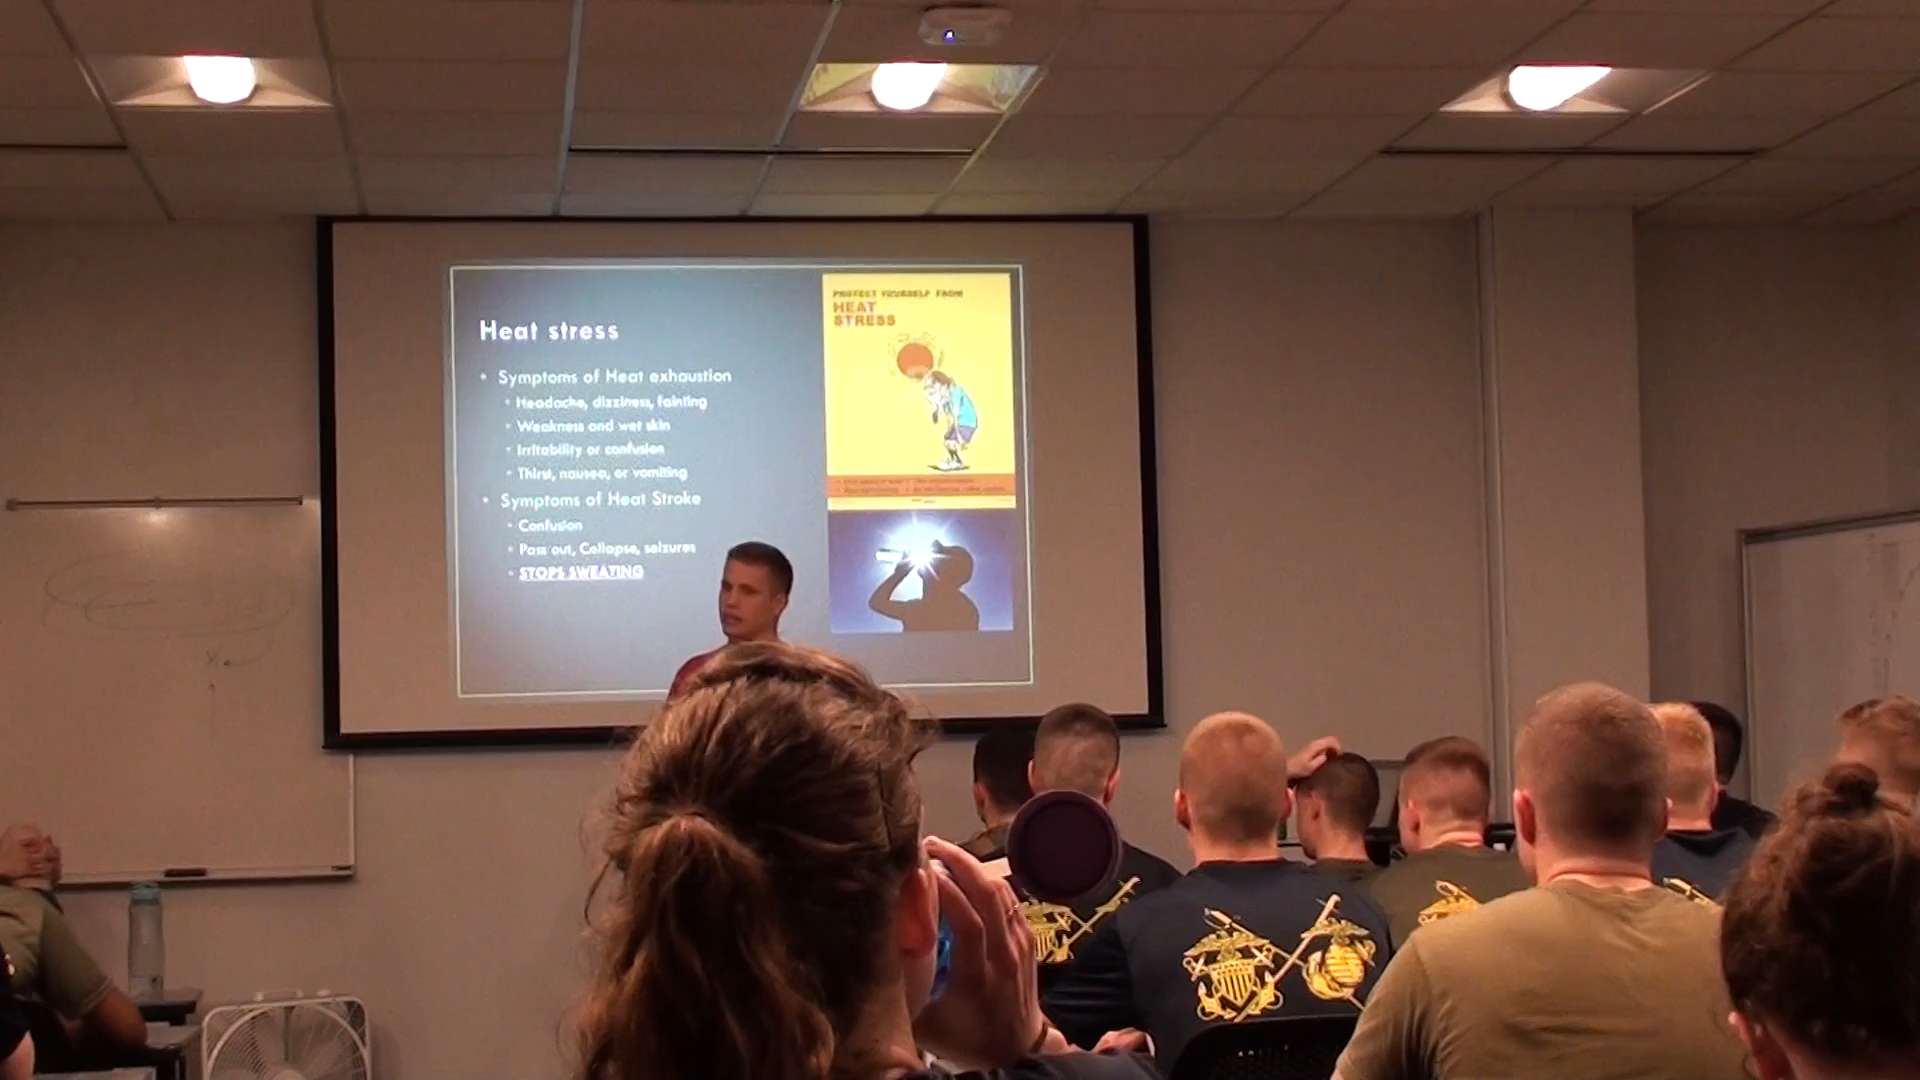 Heat stress
• Symptoms of Heat exhaustion
• Headache, dizziness, fainting
• Weakness and wet skin
• Irritability or confusion
• Thirst, nausea, or vomiting
• Symptoms of Heat Stroke
• Confusion
• Pass out, Collapse, seizures
• STOPS SWEATING
PROTECT YOURSELF FROM
HEAT
STRESS